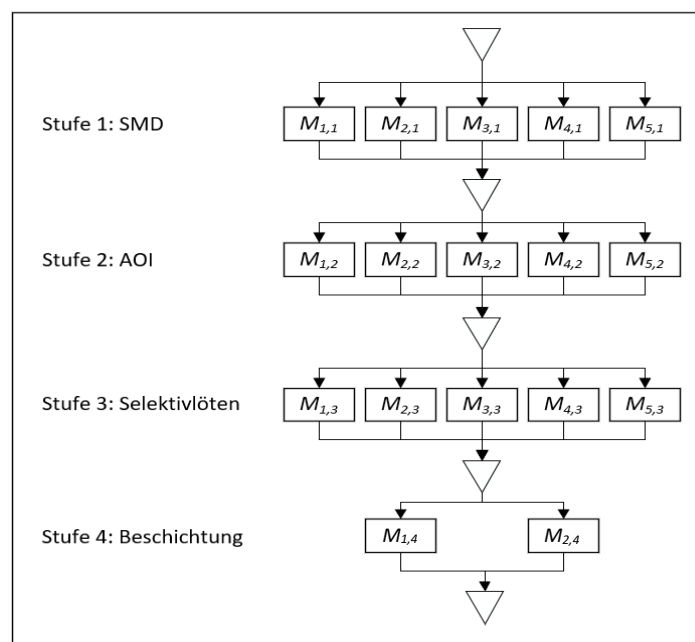 Stufe 1: SMD M1,1 M2,1 M3,1 M4,1 M5,1
Stufe 2: AOI M1,2 M2,2 M3,2 M4,2 M5,2
Stufe 3: Selektivlöten M1,3 M2,3 M3,3 M4,3 M5,3
Stufe 4: Beschichtung M1,4 M2,4